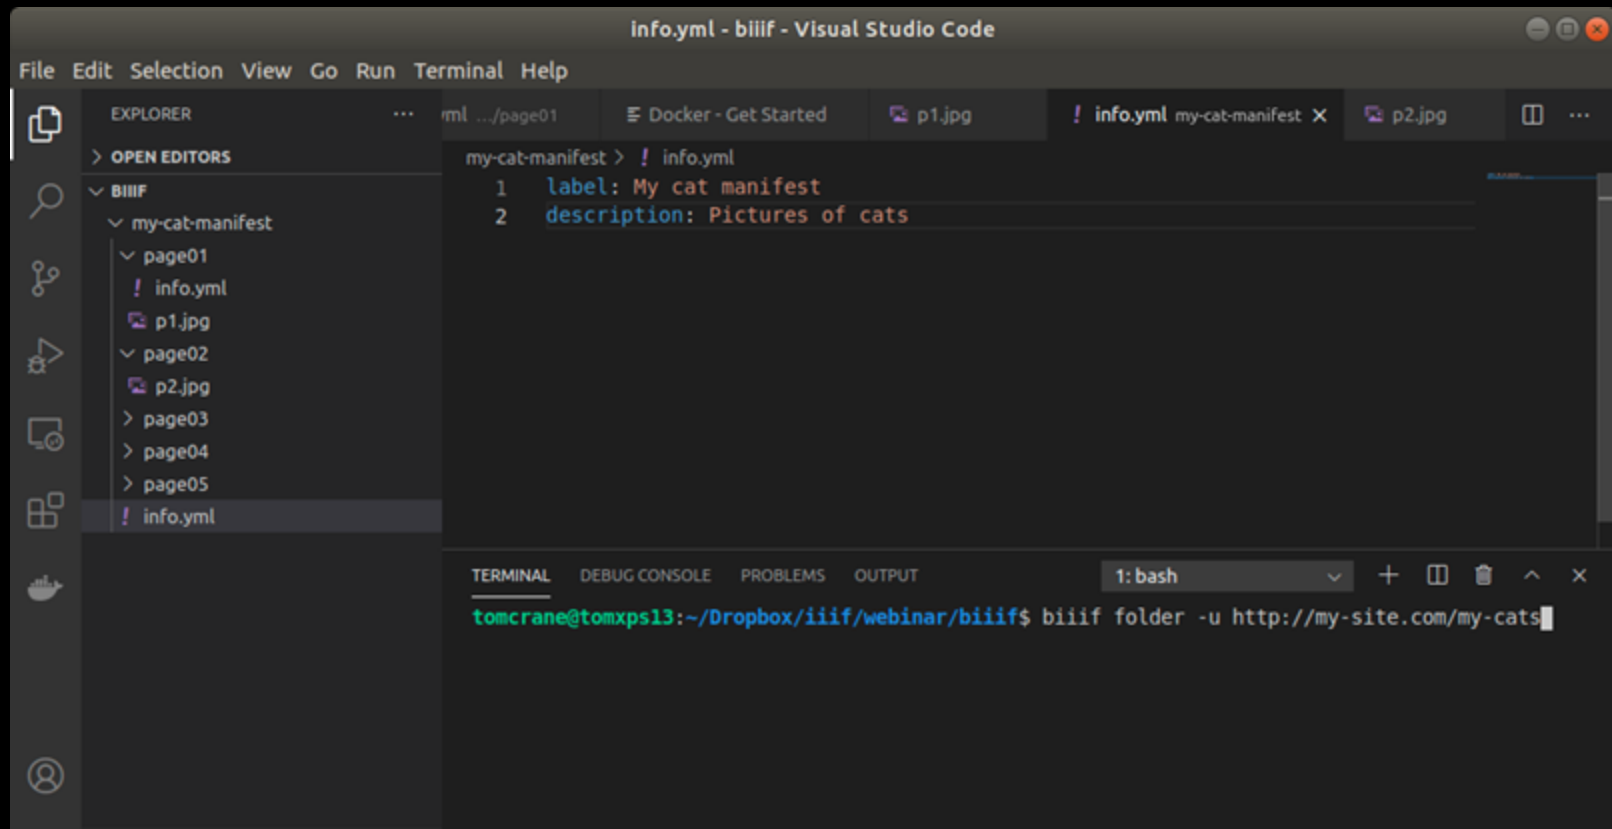 info.yml - biiif - Visual Studio Code
File Edit Selection View Go Run Terminal Help
EXPLORER
OPEN EDITORS
BIIIF
my-cat-manifest
page01
info.yml
p1.jpg
page02
p2.jpg
page03
page04
page05
info.yml
yml .../page01 Docker - Get Started p1.jpg ! info.yml my-cat-manifest p2.jpg
my-cat-manifest > ! info.yml
1 label: My cat manifest
2 description: Pictures of cats
TERMINAL DEBUG CONSOLE PROBLEMS OUTPUT 1: bash
tomcrane@tomxps13:~/Dropbox/iiif/webinar/biiif$ biiif folder -u http://my-site.com/my-cats